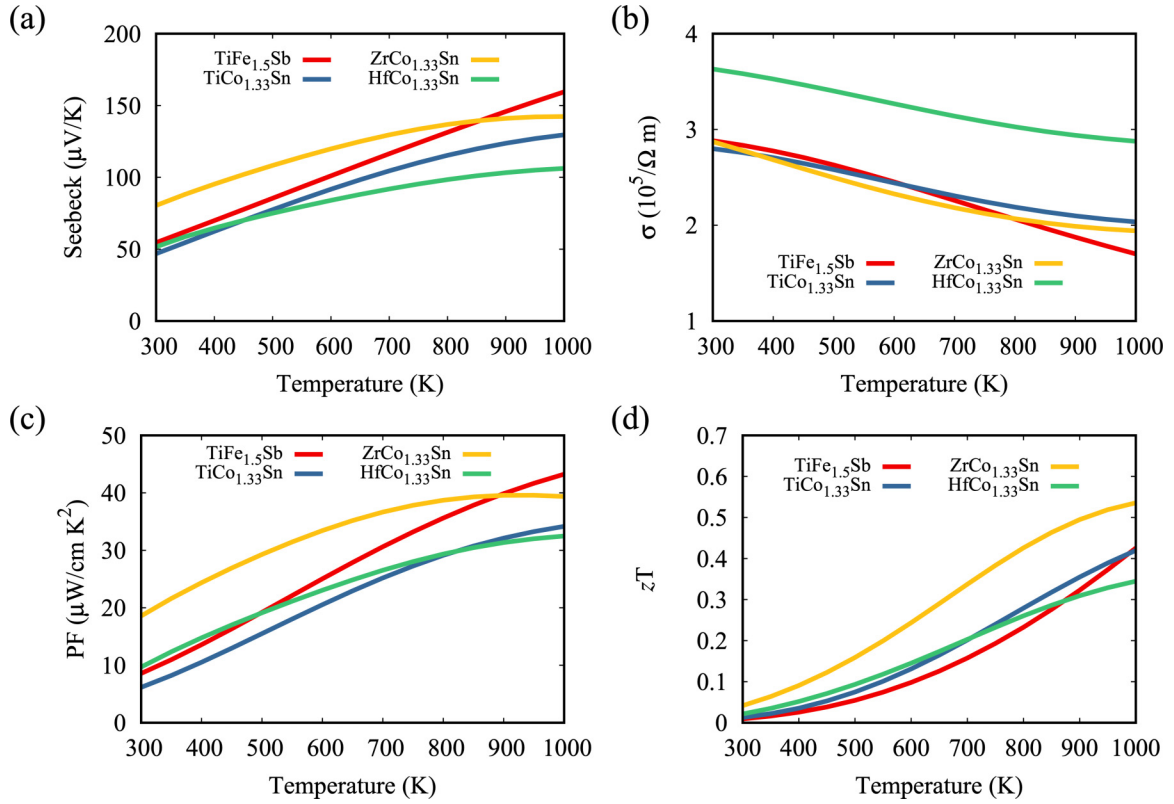 (a)
200
150
100
50
0
Seebeck (μV/K)
TiFe1.5Sb ZrCo1.33Sn
TiCo1.33Sn HfCo1.33Sn
300 400 500 600 700 800 900 1000
Temperature (K)
(b)
4
3
2
1
σ (10^5/Ω m)
TiFe1.5Sb ZrCo1.33Sn
TiCo1.33Sn HfCo1.33Sn
300 400 500 600 700 800 900 1000
Temperature (K)
(c)
50
40
30
20
10
0
PF (μW/cm K^2)
TiFe1.5Sb ZrCo1.33Sn
TiCo1.33Sn HfCo1.33Sn
300 400 500 600 700 800 900 1000
Temperature (K)
(d)
0.7
0.6
0.5
0.4
0.3
0.2
0.1
0
zT
TiFe1.5Sb ZrCo1.33Sn
TiCo1.33Sn HfCo1.33Sn
300 400 500 600 700 800 900 1000
Temperature (K)